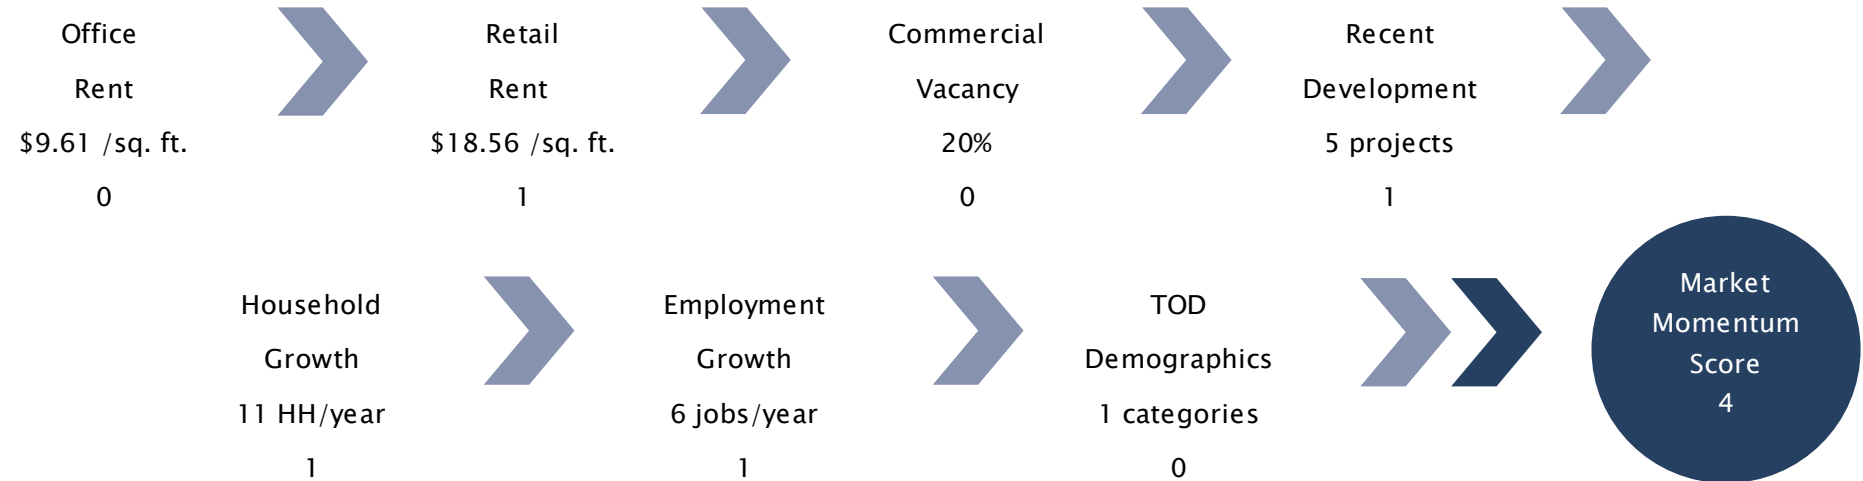 Office
Rent
$9.61 /sq. ft.
0
Retail
Rent
$18.56 /sq. ft.
1
Commercial
Vacancy
20%
0
Recent
Development
5 projects
1
Household
Growth
11 HH/year
1
Employment
Growth
6 jobs/year
1
TOD
Demographics
1 categories
0
Market
Momentum
Score
4